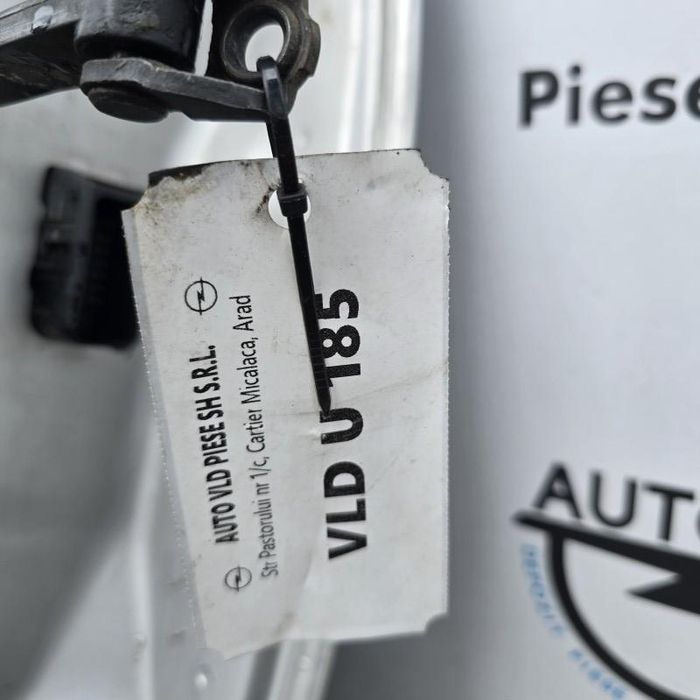 AUTO VLD PIESE SH S.R.L.
Str Pastorului nr 1/c, Cartier Micalaca, Arad
VLD U 185
Piese
AUTO